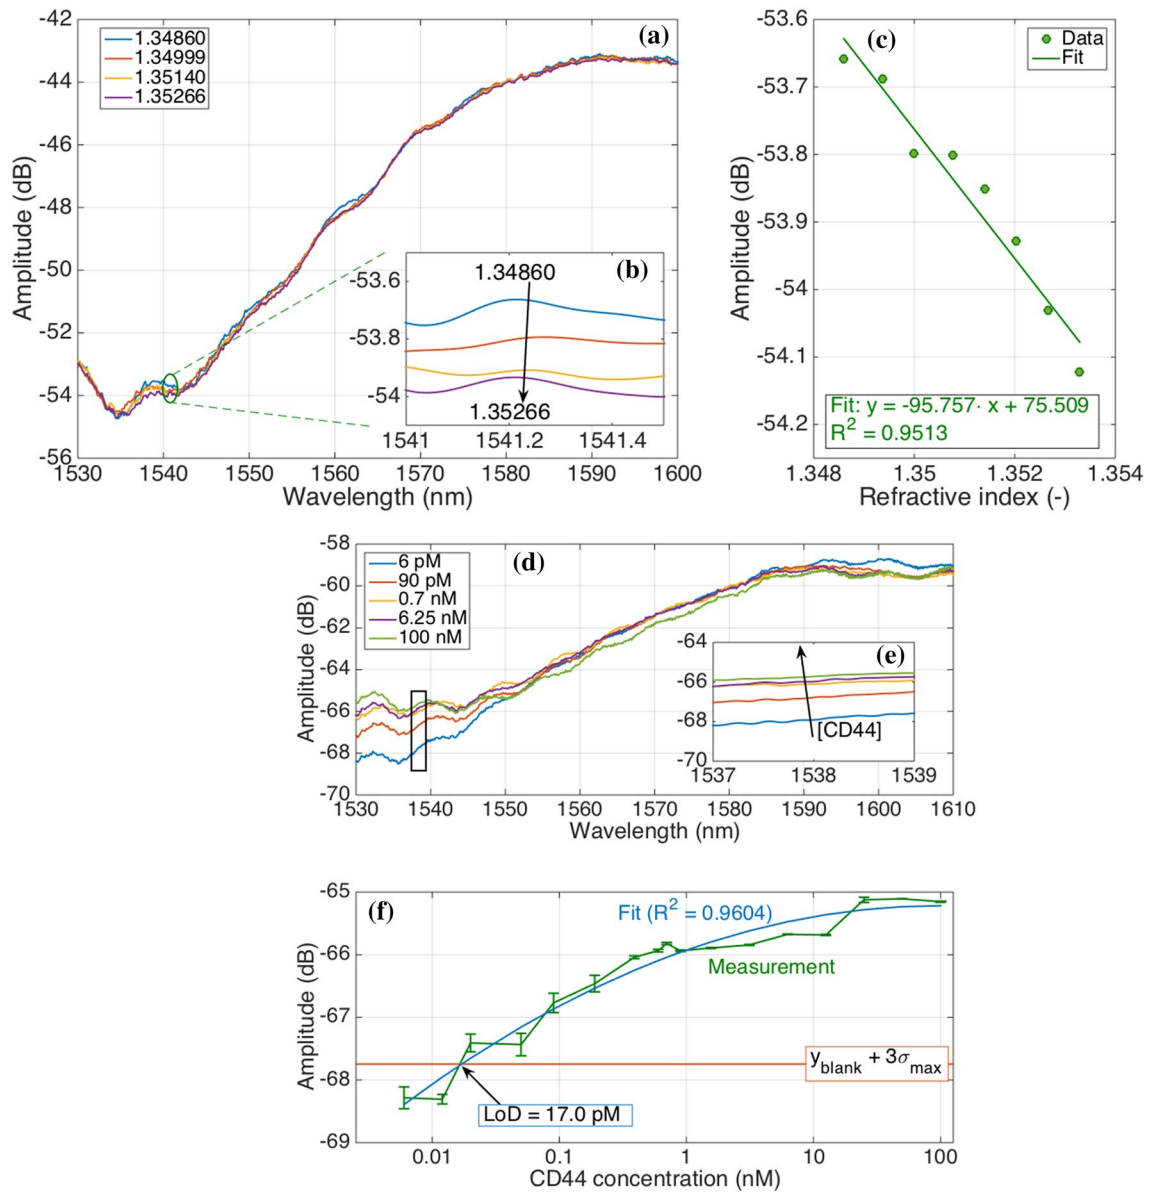 (a)
1.34860
1.34999
1.35140
1.35266
-42
-44
-46
-48
-50
-52
-54
-56
Amplitude (dB)
1530 1540 1550 1560 1570 1580 1590 1600
Wavelength (nm)
(b)
1.34860
1.35266
-53.6
-53.8
-54
1541 1541.2 1541.4
(c)
Data
Fit
-53.6
-53.7
-53.8
-53.9
-54
-54.1
-54.2
Amplitude (dB)
Fit: y = -95.757· x + 75.509
R2 = 0.9513
1.348 1.35 1.352 1.354
Refractive index (-)
(d)
6 pM
90 pM
0.7 nM
6.25 nM
100 nM
-58
-60
-62
-64
-66
-68
-70
Amplitude (dB)
1530 1540 1550 1560 1570 1580 1590 1600 1610
Wavelength (nm)
(e)
-64
-66
-68
-70
[CD44]
1537 1538 1539
(f)
Fit (R2 = 0.9604)
Measurement
yblank + 3σmax
LoD = 17.0 pM
-65
-66
-67
-68
-69
Amplitude (dB)
0.01 0.1 1 10 100
CD44 concentration (nM)